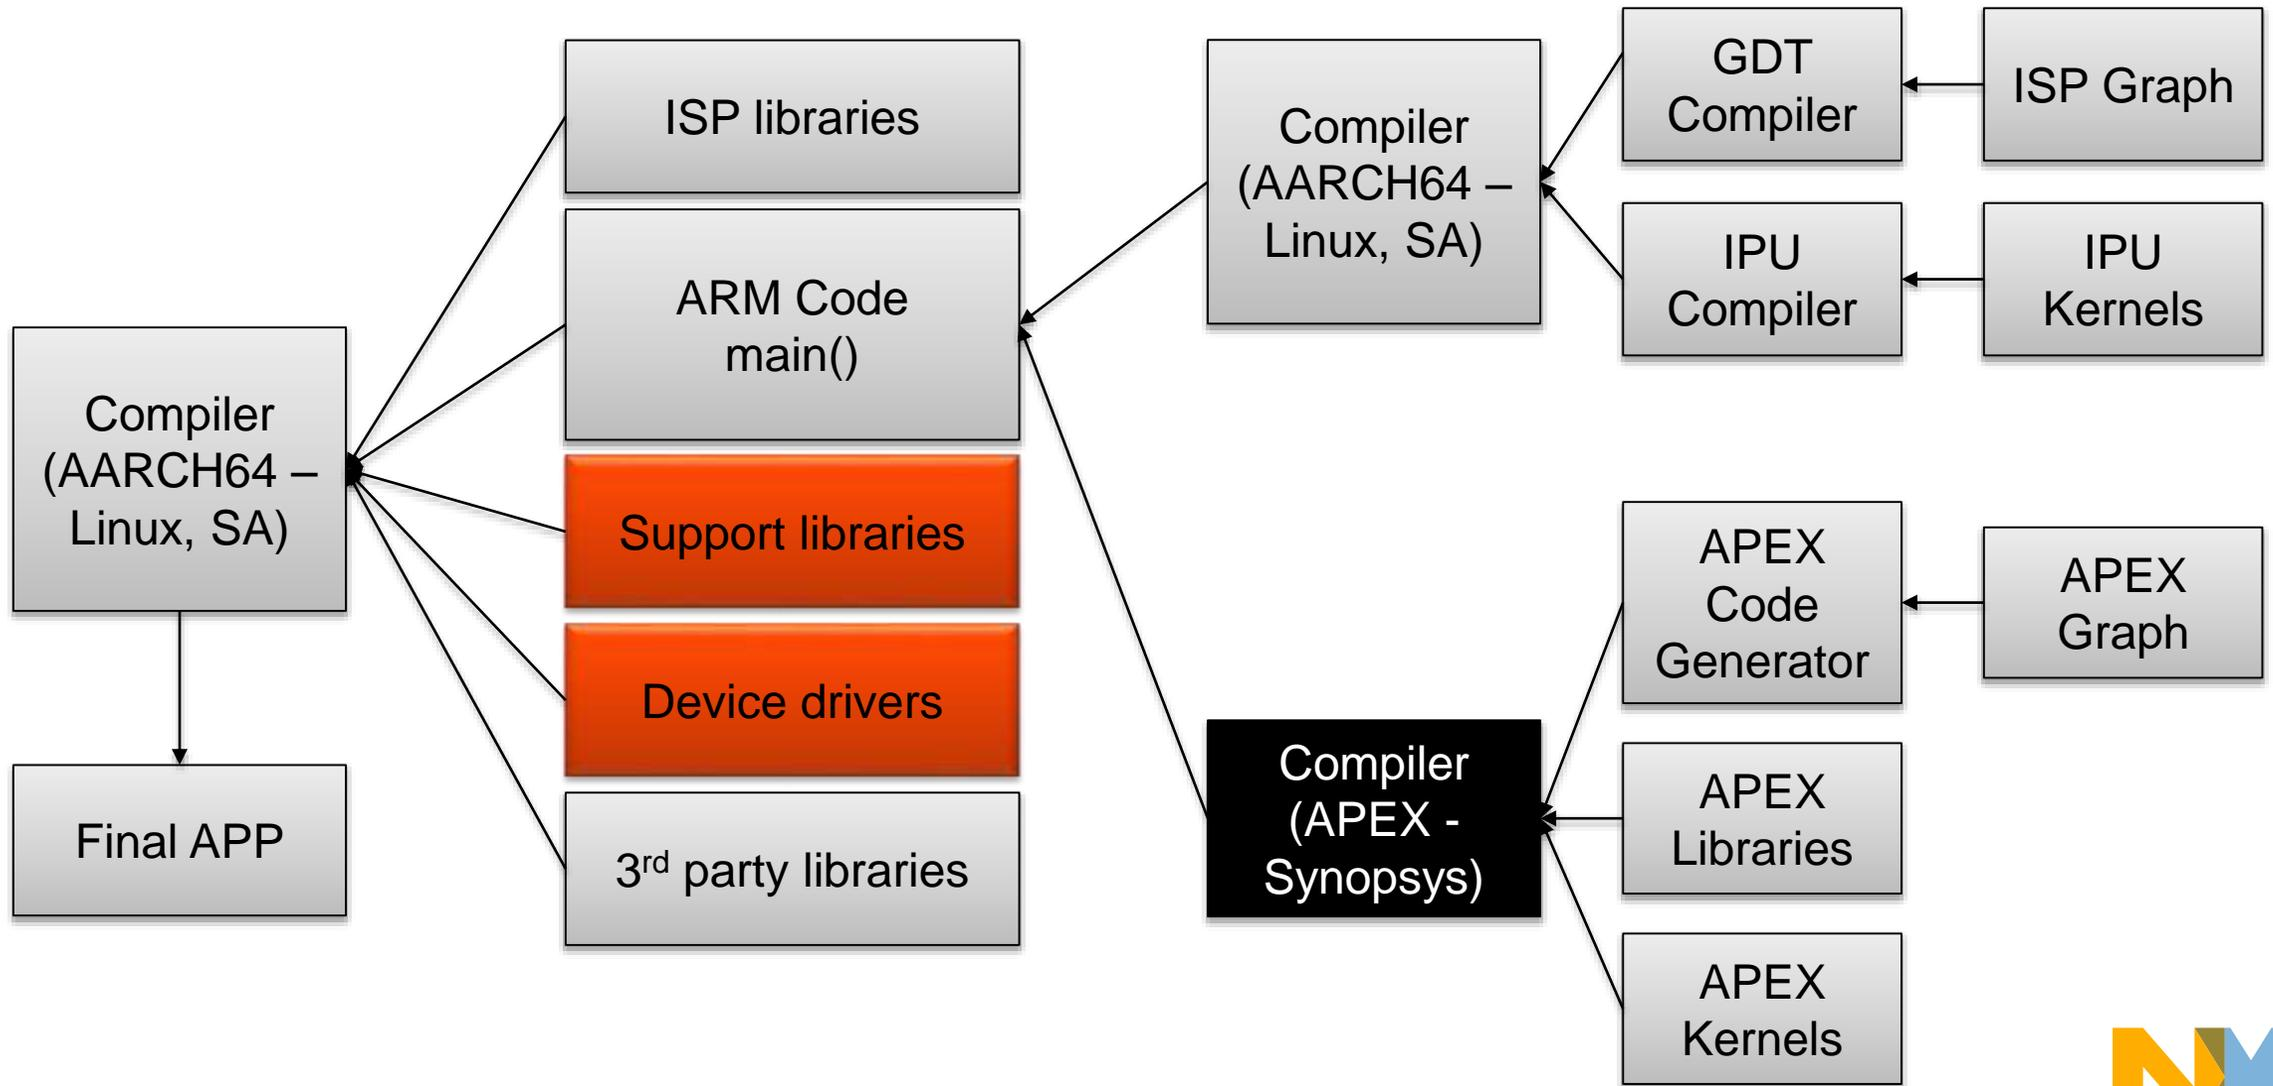 ISP libraries
ARM Code
main()
Support libraries
Device drivers
3rd party libraries
Compiler
(AARCH64 –
Linux, SA)
Final APP
Compiler
(AARCH64 –
Linux, SA)
GDT
Compiler
ISP Graph
IPU
Compiler
IPU
Kernels
Compiler
(APEX -
Synopsys)
APEX
Code
Generator
APEX
Graph
APEX
Libraries
APEX
Kernels